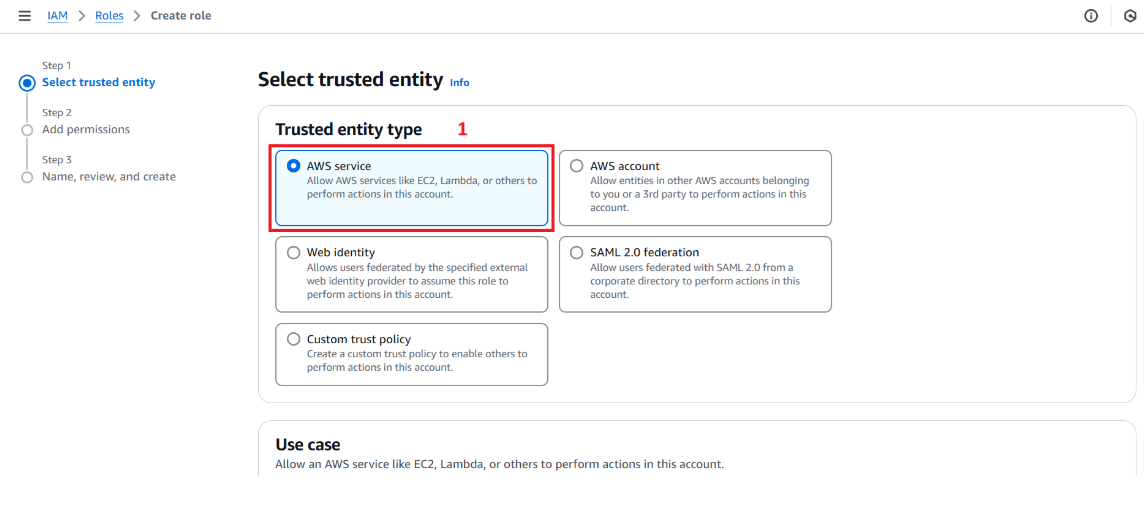 IAM > Roles > Create role
Step 1
Select trusted entity
Step 2
Add permissions
Step 3
Name, review, and create
Select trusted entity Info
Trusted entity type 1
AWS service
Allow AWS services like EC2, Lambda, or others to
perform actions in this account.
AWS account
Allow entities in other AWS accounts belonging
to you or a 3rd party to perform actions in this
account.
Web identity
Allows users federated by the specified external
web identity provider to assume this role to
perform actions in this account.
SAML 2.0 federation
Allow users federated with SAML 2.0 from a
corporate directory to perform actions in this
account.
Custom trust policy
Create a custom trust policy to enable others to
perform actions in this account.
Use case
Allow an AWS service like EC2, Lambda, or others to perform actions in this account.